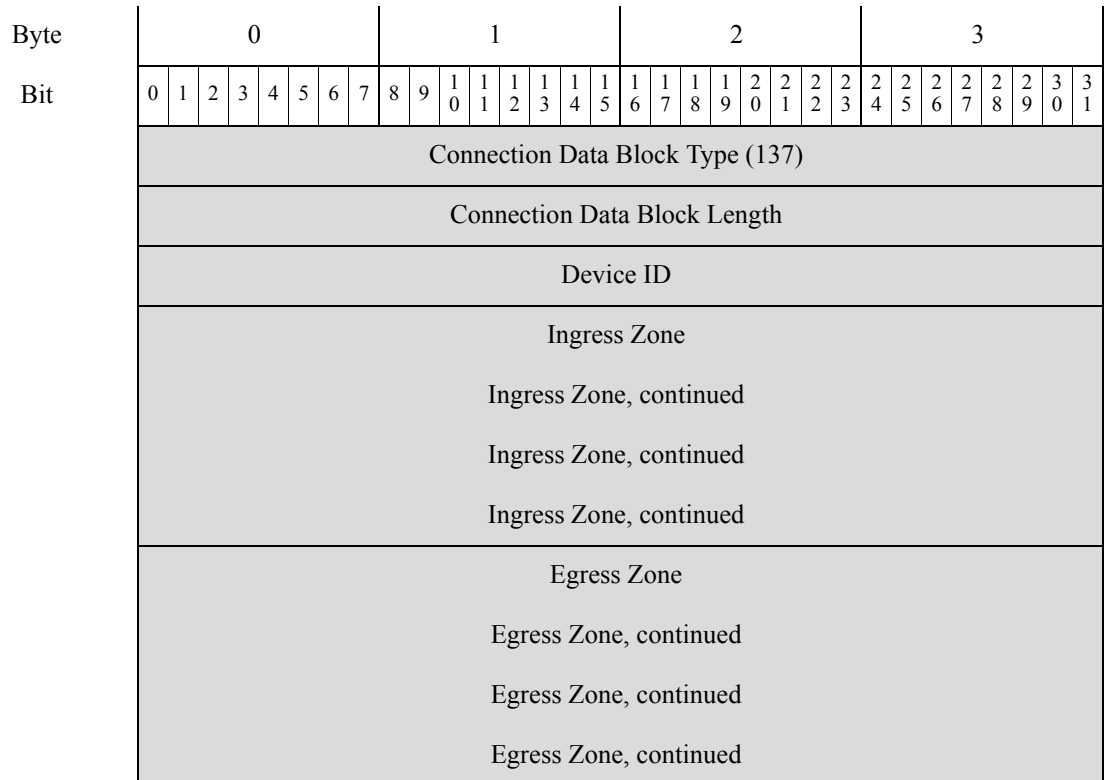 Byte 0 1 2 3
Bit 0 1 2 3 4 5 6 7 8 9 10 11 12 13 14 15 16 17 18 19 20 21 22 23 24 25 26 27 28 29 30 31
Connection Data Block Type (137)
Connection Data Block Length
Device ID
Ingress Zone
Ingress Zone, continued
Ingress Zone, continued
Ingress Zone, continued
Egress Zone
Egress Zone, continued
Egress Zone, continued
Egress Zone, continued